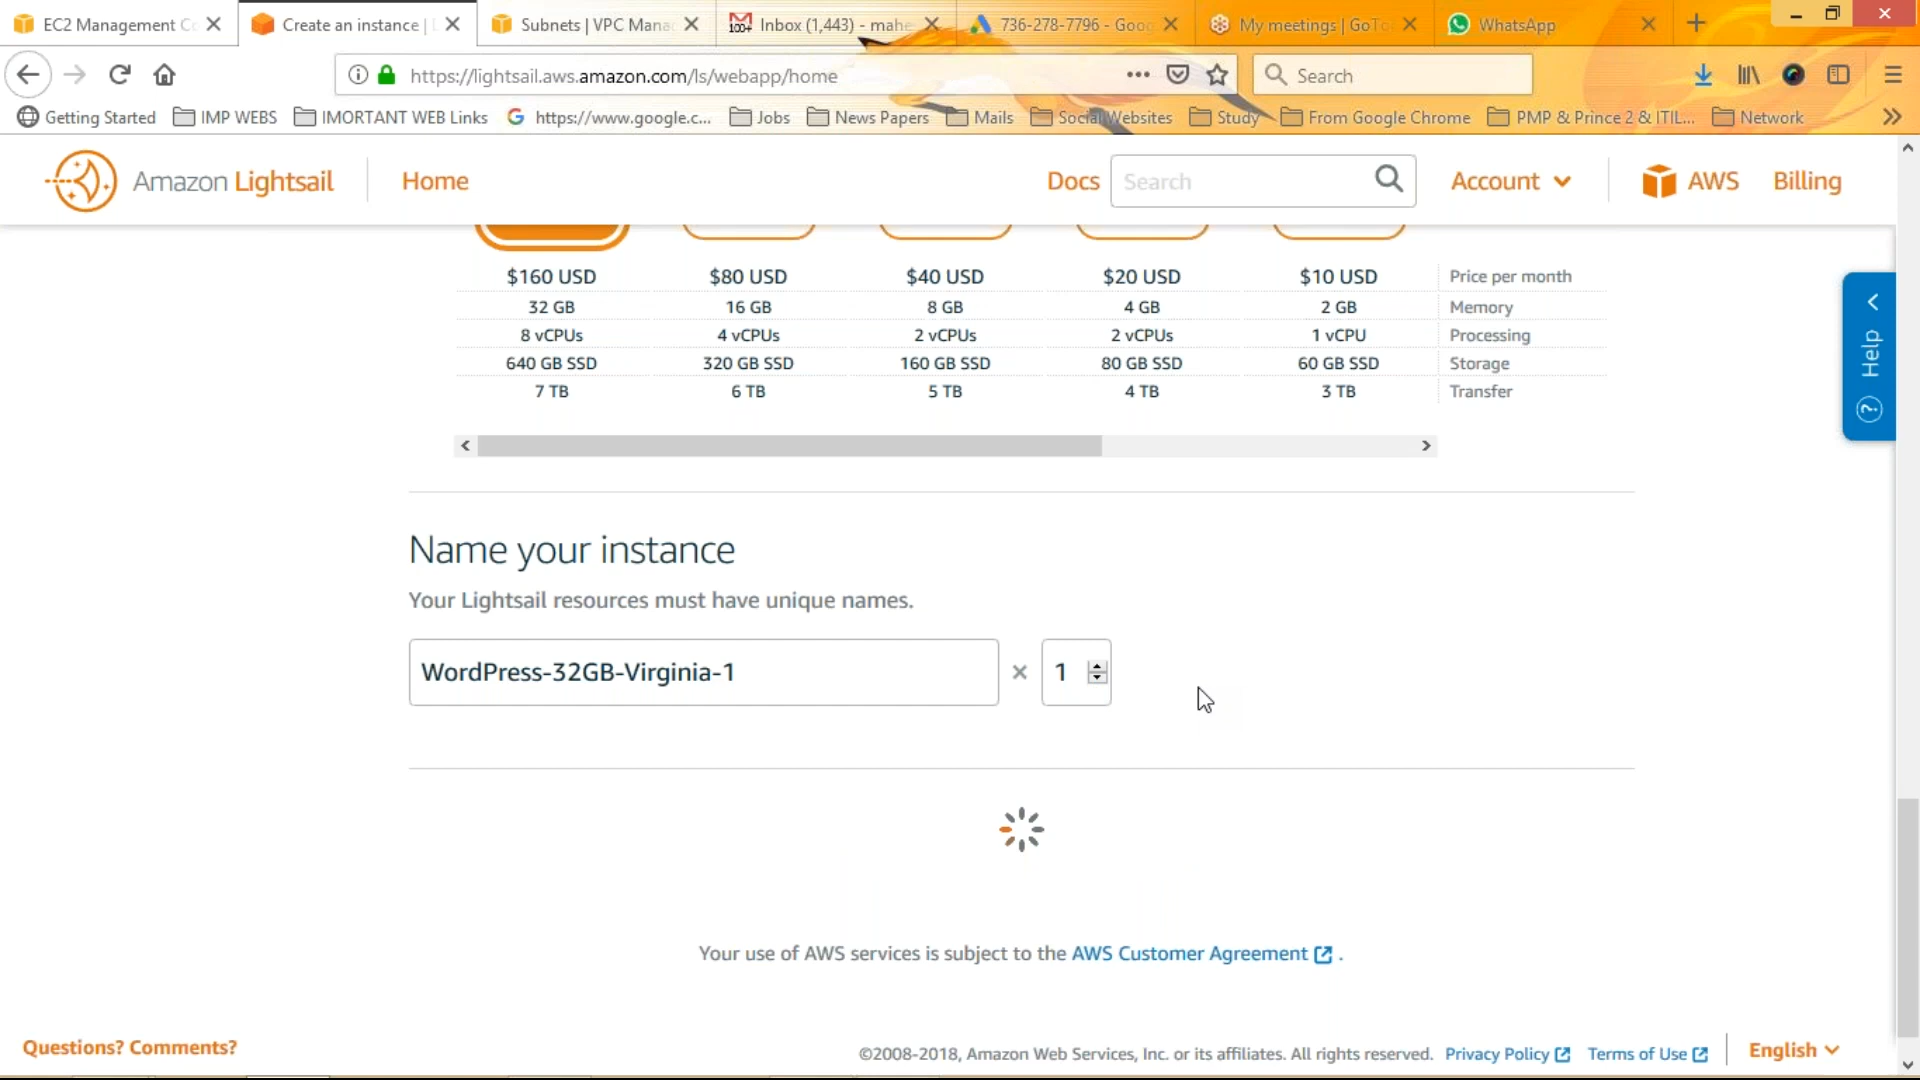 EC2 Management Co
Create an instance | L
Subnets | VPC Mana
100+
Inbox (1,443) - mahe
736-278-7796 - Goog
My meetings | GoTo
WhatsApp
https://lightsail.aws.amazon.com/ls/webapp/home
Search
Getting Started
IMP WEBS
IMORTANT WEB Links
https://www.google.c...
Jobs
News Papers
Mails
Social Websites
Study
From Google Chrome
PMP & Prince 2 & ITIL...
Network
Amazon Lightsail
Home
Docs
Search
Account
AWS
Billing
$160 USD $80 USD $40 USD $20 USD $10 USD Price per month
32 GB 16 GB 8 GB 4 GB 2 GB Memory
8 vCPUs 4 vCPUs 2 vCPUs 2 vCPUs 1 vCPU Processing
640 GB SSD 320 GB SSD 160 GB SSD 80 GB SSD 60 GB SSD Storage
7 TB 6 TB 5 TB 4 TB 3 TB Transfer
Help
Name your instance
Your Lightsail resources must have unique names.
WordPress-32GB-Virginia-1 × 1
Your use of AWS services is subject to the AWS Customer Agreement .
Questions? Comments?
©2008-2018, Amazon Web Services, Inc. or its affiliates. All rights reserved. Privacy Policy Terms of Use
English